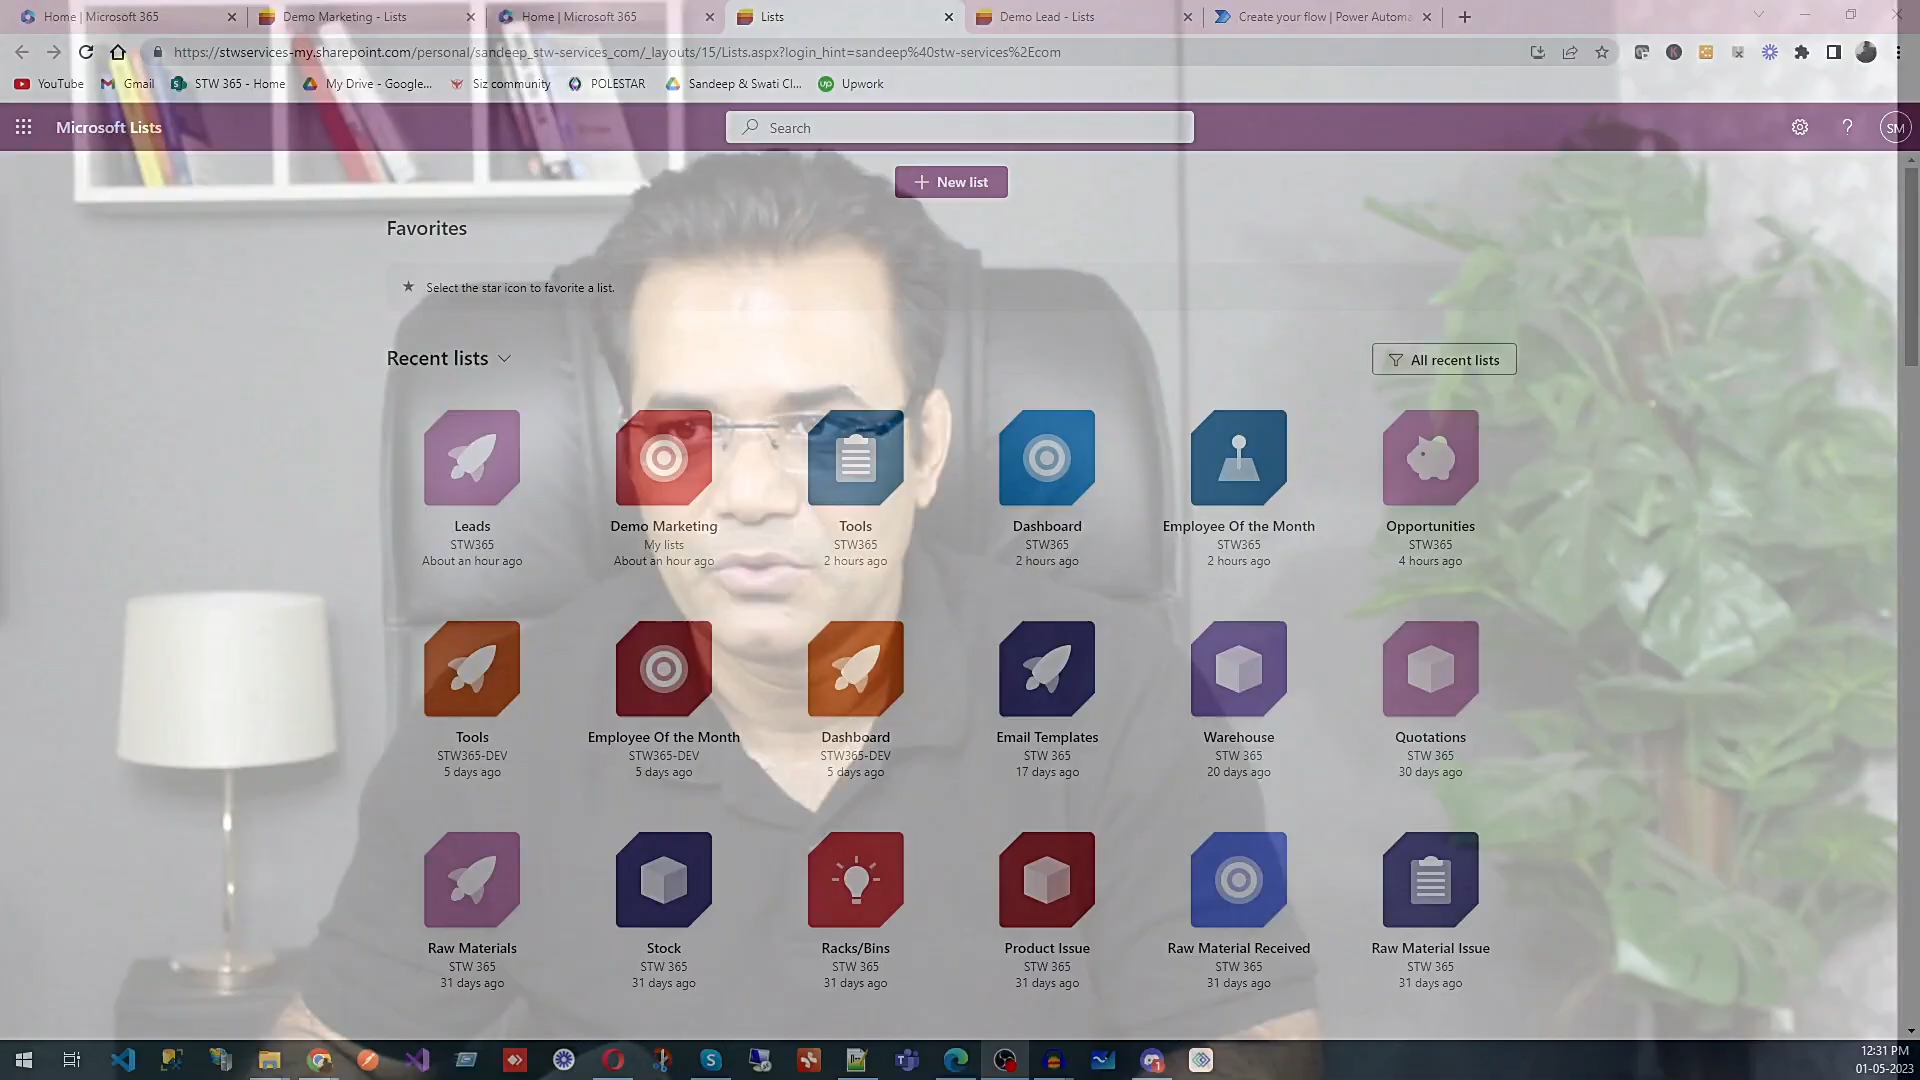 Home | Microsoft 365
Demo Marketing - Lists
Home | Microsoft 365
Lists
Demo Lead - Lists
Create your flow | Power Automa
https://stwservices-my.sharepoint.com/personal/sandeep_stw-services_com/_layouts/15/Lists.aspx?login_hint=sandeep%40stw-services%2Ecom
YouTube
Gmail
STW 365 - Home
My Drive - Google...
Siz community
POLESTAR
Sandeep & Swati Cl...
Upwork
Microsoft Lists
Search
SM
New list
Favorites
Select the star icon to favorite a list.
Recent lists
All recent lists
Leads
STW365
About an hour ago
Demo Marketing
My lists
About an hour ago
Tools
STW365
2 hours ago
Dashboard
STW365
2 hours ago
Employee Of the Month
STW365
2 hours ago
Opportunities
STW365
4 hours ago
Tools
STW365-DEV
5 days ago
Employee Of the Month
STW365-DEV
5 days ago
Dashboard
STW365-DEV
5 days ago
Email Templates
STW 365
17 days ago
Warehouse
STW 365
20 days ago
Quotations
STW 365
30 days ago
Raw Materials
STW 365
31 days ago
Stock
STW 365
31 days ago
Racks/Bins
STW 365
31 days ago
Product Issue
STW 365
31 days ago
Raw Material Received
STW 365
31 days ago
Raw Material Issue
STW 365
31 days ago
12:31 PM
01-05-2023